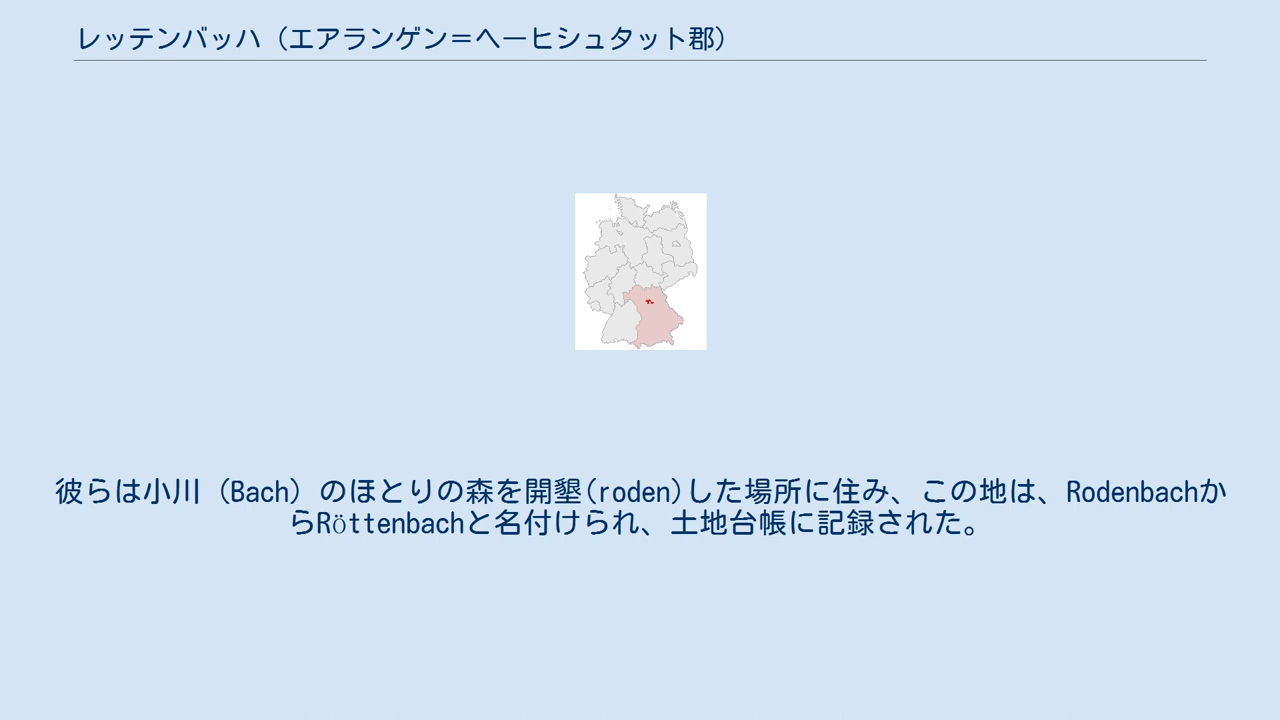 レッテンバッハ (エアランゲン＝ヘーヒシュタット郡)
彼らは小川 (Bach) のほとりの森を開墾(roden)した場所に住み、この地は、Rodenbachか
らRöttenbachと名付けられ、土地台帳に記録された。